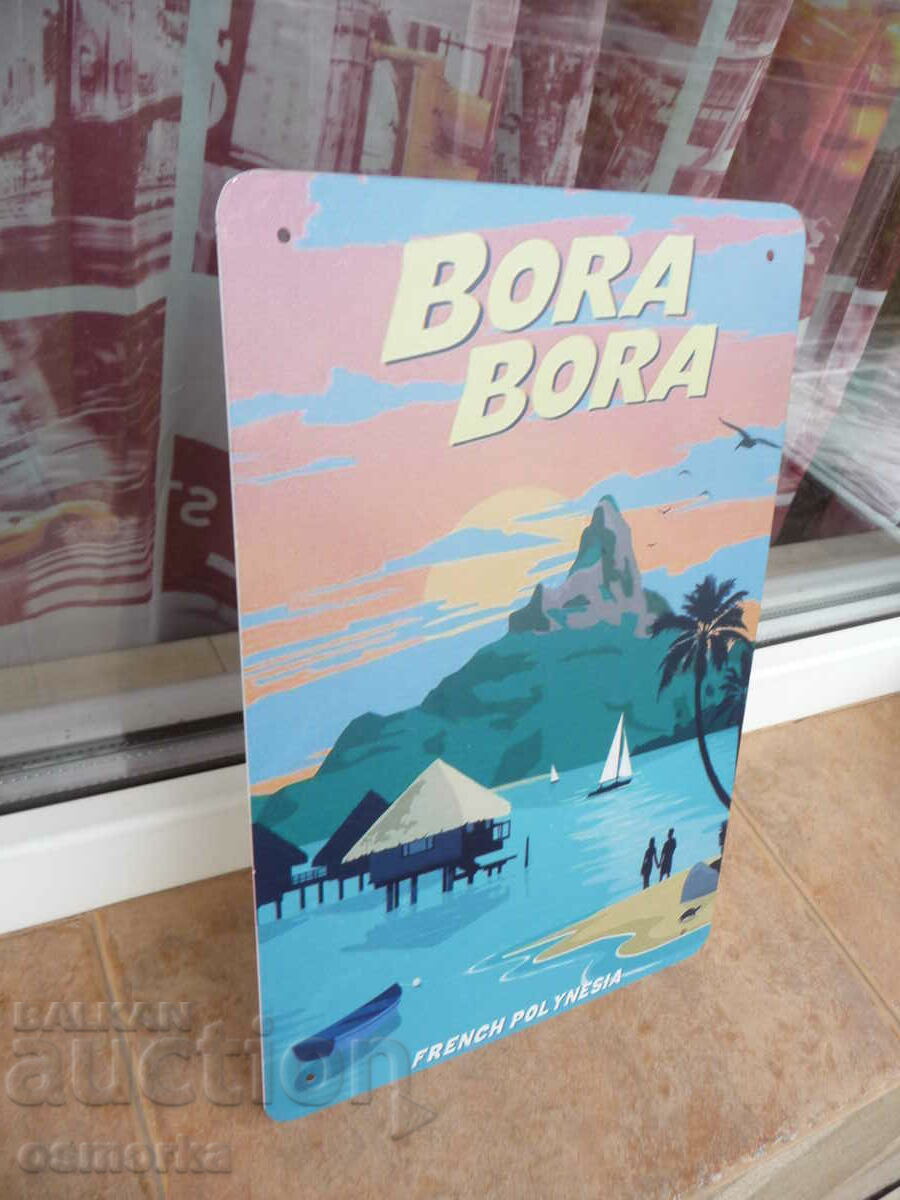 BORA
BORA
FRENCH POLYNESIA
BALKAN
auction
osmorka